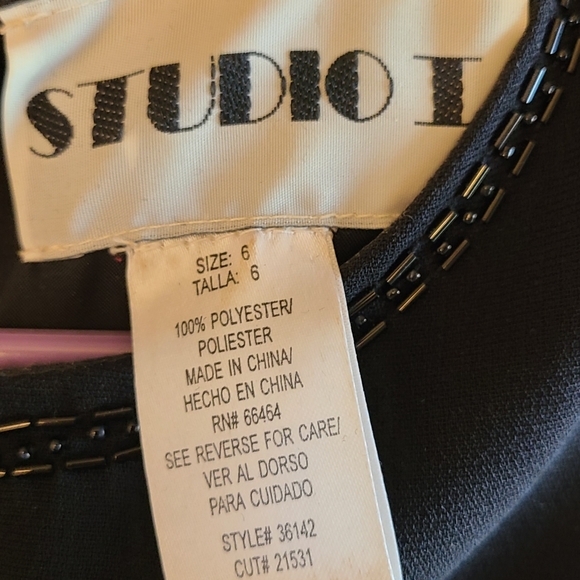 STUDIO I
SIZE: 6
TALLA: 6
100% POLYESTER/
POLIESTER
MADE IN CHINA/
HECHO EN CHINA
RN# 66464
SEE REVERSE FOR CARE/
VER AL DORSO
PARA CUIDADO
STYLE# 36142
CUT# 21531